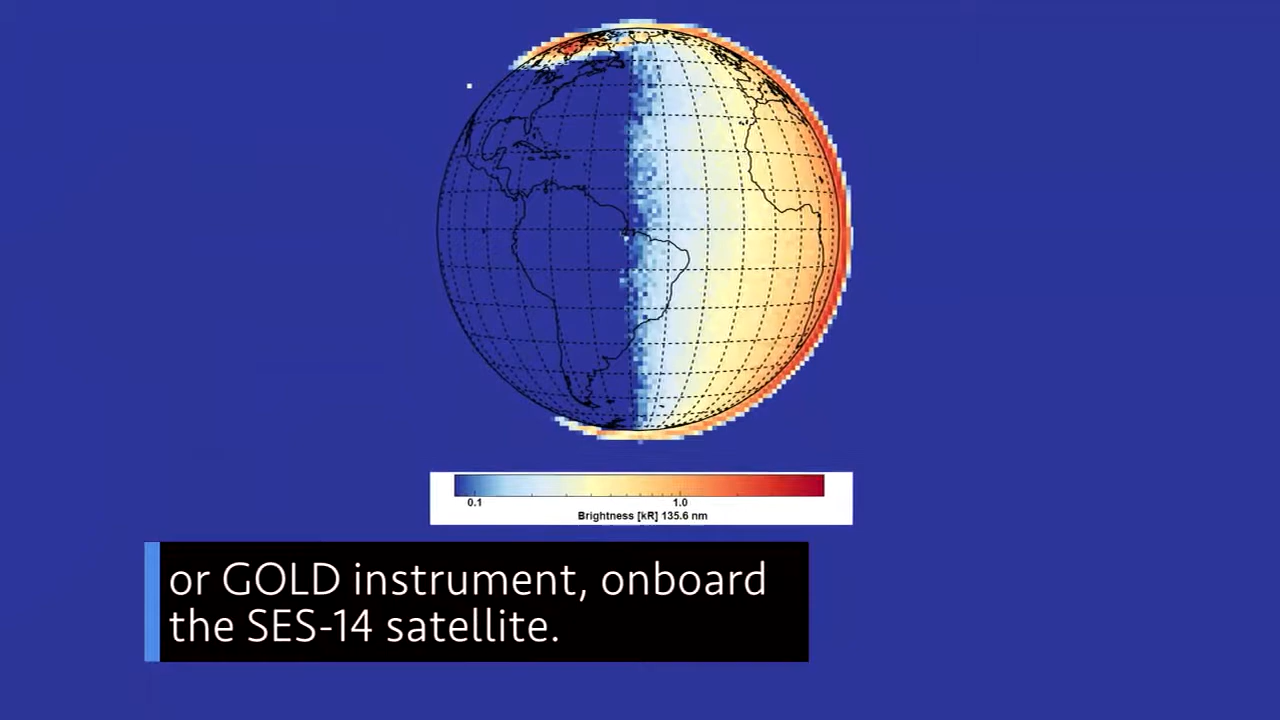 0.1 1.0
Brightness [kR] 135.6 nm
or GOLD instrument, onboard
the SES-14 satellite.